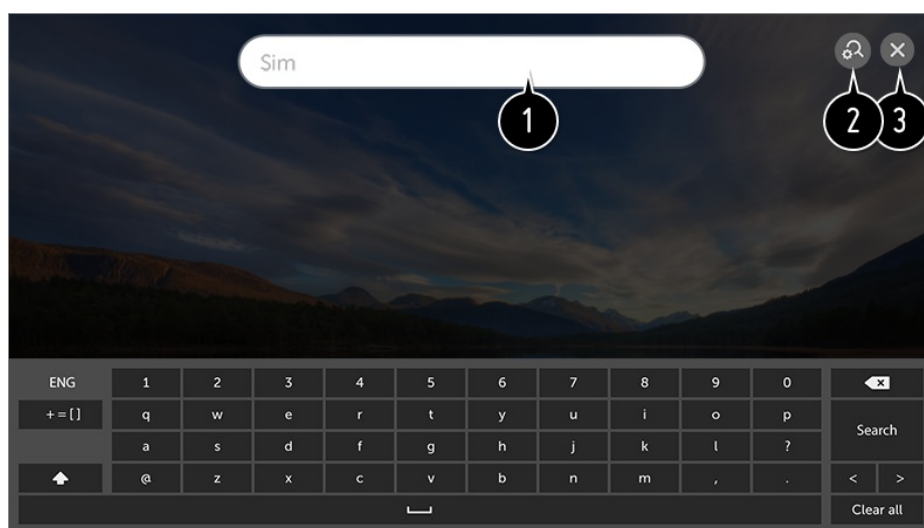 Sim
1
2 3
ENG 1 2 3 4 5 6 7 8 9 0
+=[] q w e r t y u i o p
Search
a s d f g h j k l ?
@ z x c v b n m , . < >
Clear all